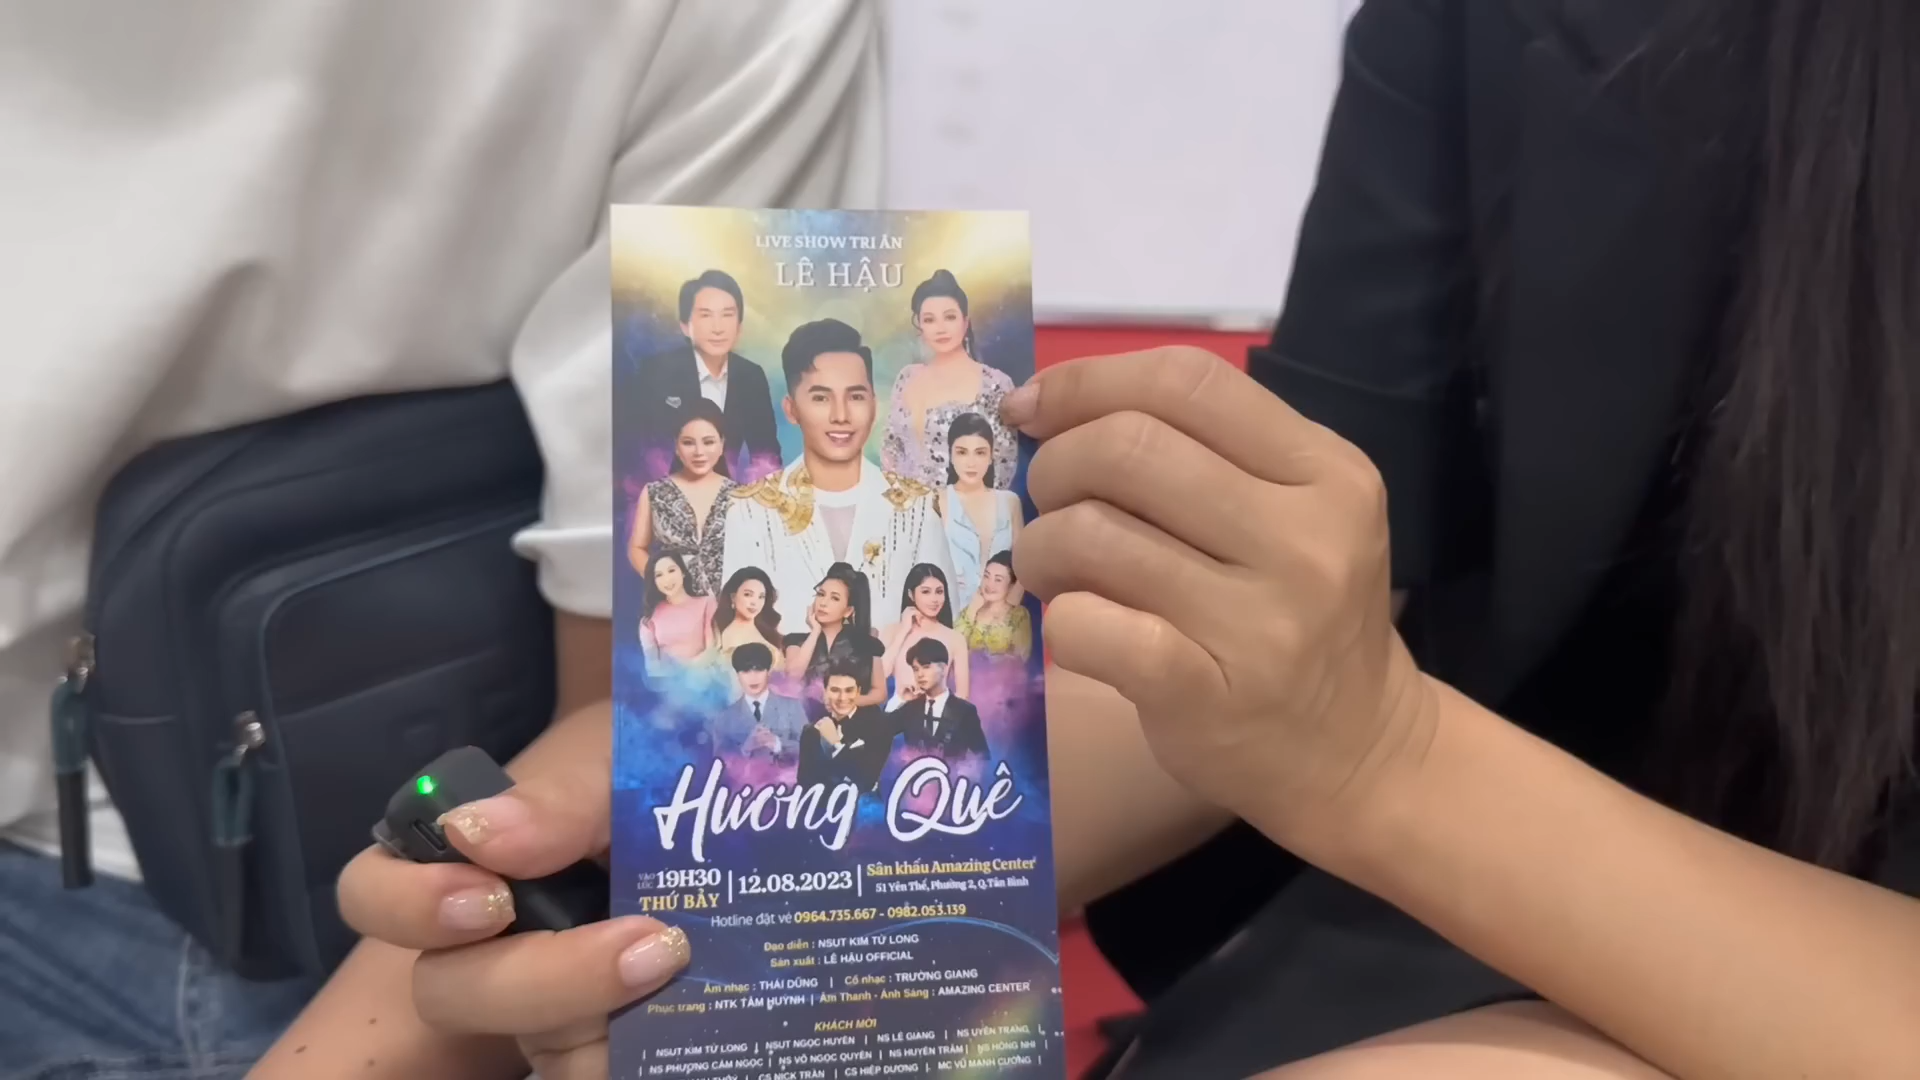 LIVE SHOW TRI ÂN
LÊ HẬU
Hương Quê
VÀO LÚC 19H30 THỨ BẢY | 12.08.2023 | Sân khấu Amazing Center
51 Yên Thế, Phường 2, Q.Tân Bình
Hotline đặt vé 0964.735.667 - 0982.053.139
Đạo diễn : NSUT KIM TỬ LONG
Sản xuất : LÊ HẬU OFFICIAL
Âm nhạc : THÁI DŨNG | Cổ nhạc : TRƯỜNG GIANG
Phục trang : NTK TÂM HUỲNH | Âm Thanh - Ánh Sáng : AMAZING CENTER
KHÁCH MỜI
| NSUT KIM TỬ LONG | NSUT NGỌC HUYỀN | NS LÊ GIANG | NS UYÊN TRANG |
| NS PHƯƠNG CẨM NGỌC | NS VÕ NGỌC QUYỀN | NS HUYỀN TRÂM | NS HỒNG NHI |
THÚY | CS NICK TRẦN | CS HIỆP DƯƠNG | MC VŨ MẠNH CƯỜNG |